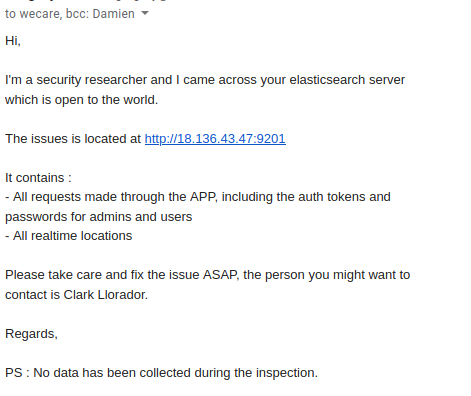 to wecare, bcc: Damien
Hi,
I'm a security researcher and I came across your elasticsearch server
which is open to the world.
The issues is located at http://18.136.43.47:9201
It contains :
- All requests made through the APP, including the auth tokens and
passwords for admins and users
- All realtime locations
Please take care and fix the issue ASAP, the person you might want to
contact is Clark Llorador.
Regards,
PS : No data has been collected during the inspection.